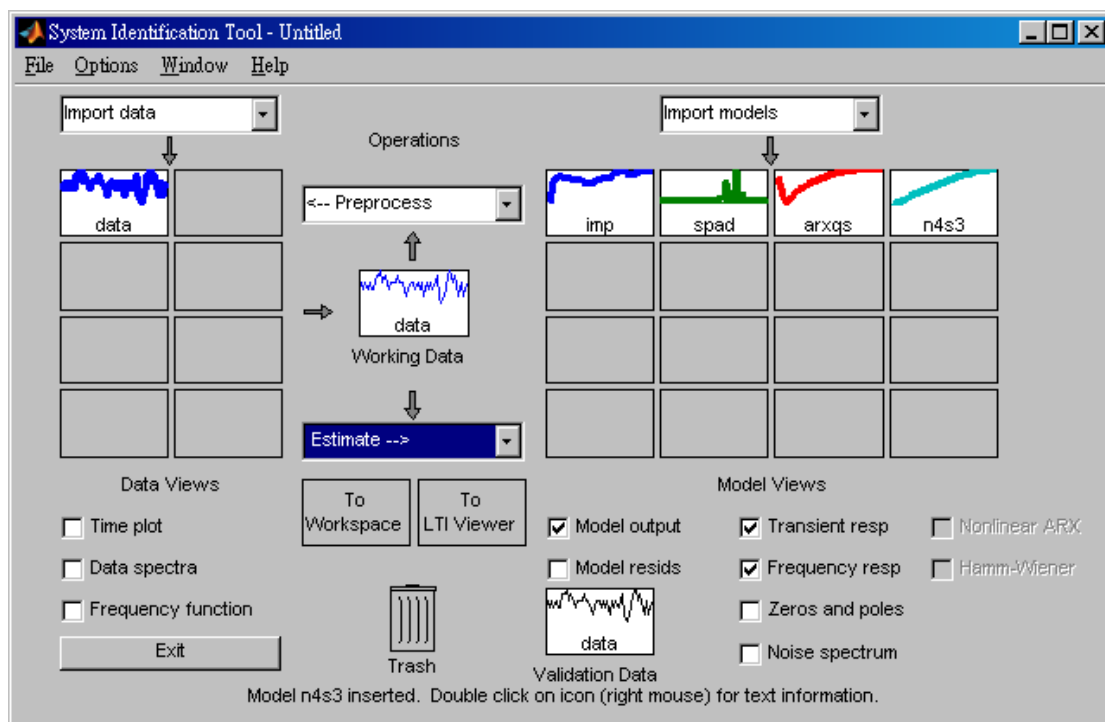 System Identification Tool - Untitled
File Options Window Help
Import data
Operations
Import models
data
<-- Preprocess
imp
spad
arxqs
n4s3
data
Working Data
Estimate -->
Data Views
Model Views
To
Workspace
To
LTI Viewer
Time plot
Data spectra
Frequency function
Exit
Trash
Model output
Model resids
data
Validation Data
Transient resp
Frequency resp
Zeros and poles
Noise spectrum
Nonlinear ARX
Hamm-Wiener
Model n4s3 inserted. Double click on icon (right mouse) for text information.